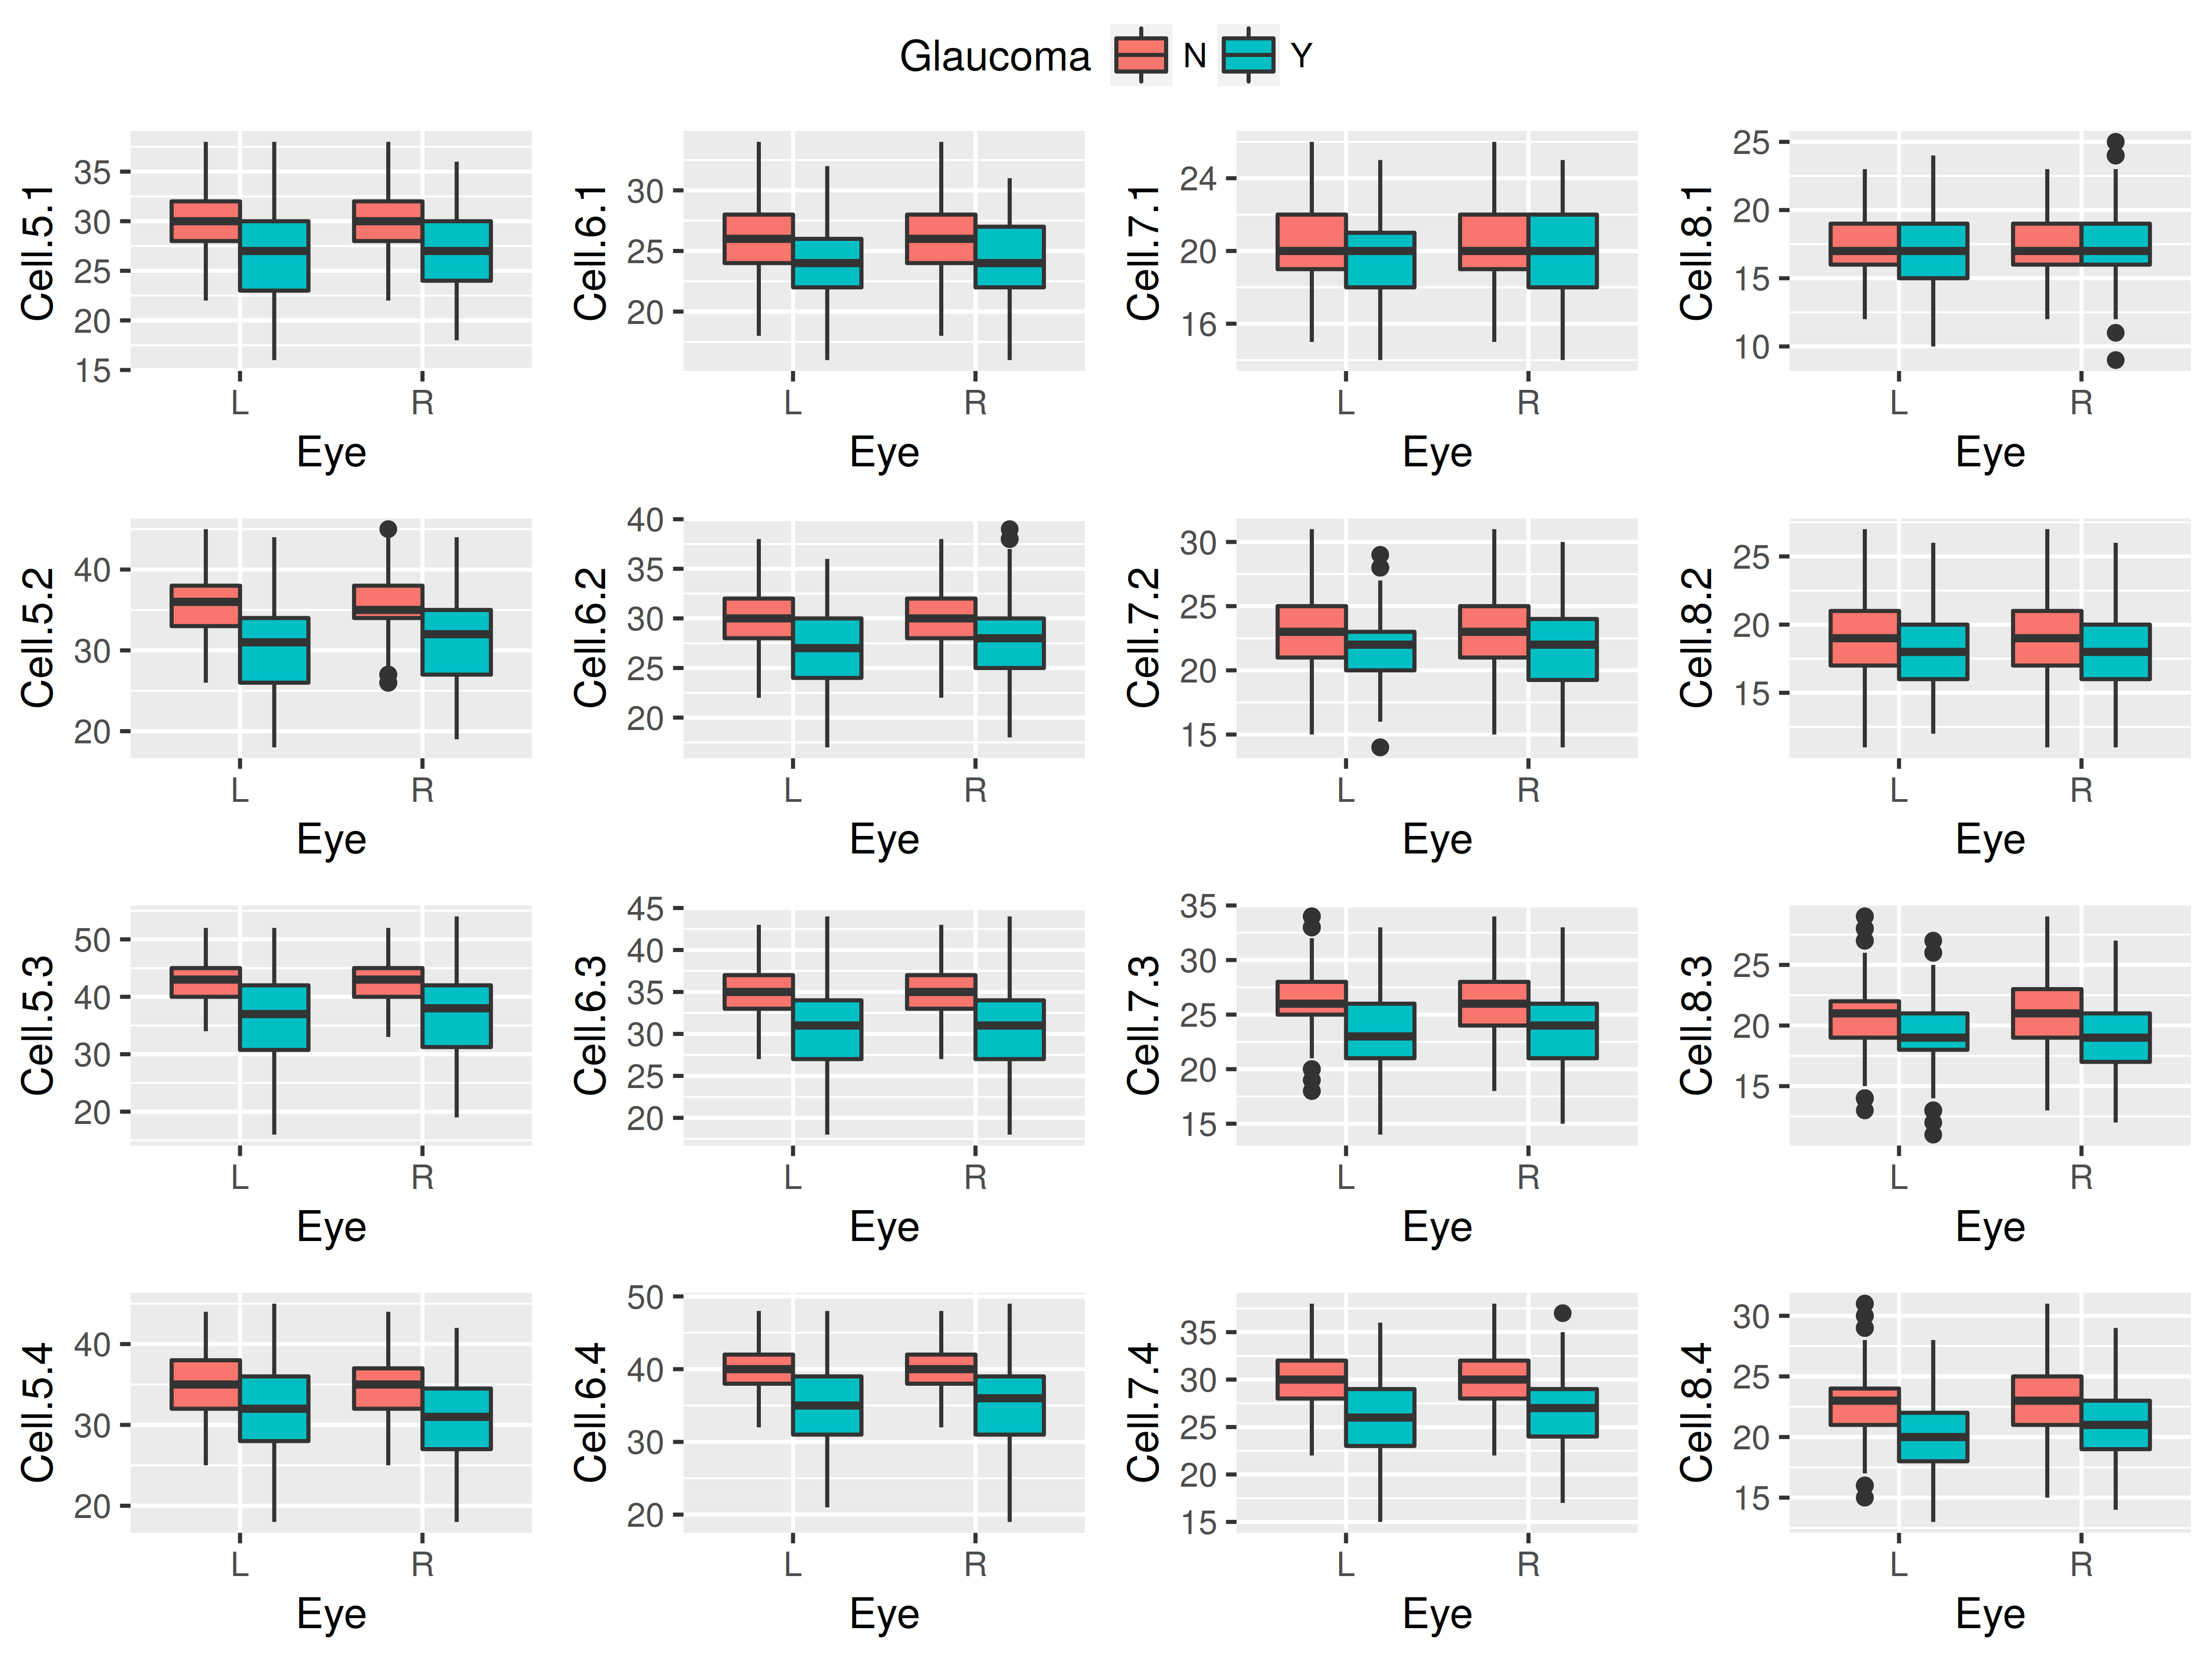 Glaucoma N Y
Cell.5.1
35
30
25
20
15
L R
Eye
Cell.6.1
30
25
20
L R
Eye
Cell.7.1
24
20
16
L R
Eye
Cell.8.1
25
20
15
10
L R
Eye
Cell.5.2
40
30
20
L R
Eye
Cell.6.2
40
35
30
25
20
L R
Eye
Cell.7.2
30
25
20
15
L R
Eye
Cell.8.2
25
20
15
L R
Eye
Cell.5.3
50
40
30
20
L R
Eye
Cell.6.3
45
40
35
30
25
20
L R
Eye
Cell.7.3
35
30
25
20
15
L R
Eye
Cell.8.3
25
20
15
L R
Eye
Cell.5.4
40
30
20
L R
Eye
Cell.6.4
50
40
30
20
L R
Eye
Cell.7.4
35
30
25
20
15
L R
Eye
Cell.8.4
30
25
20
15
L R
Eye